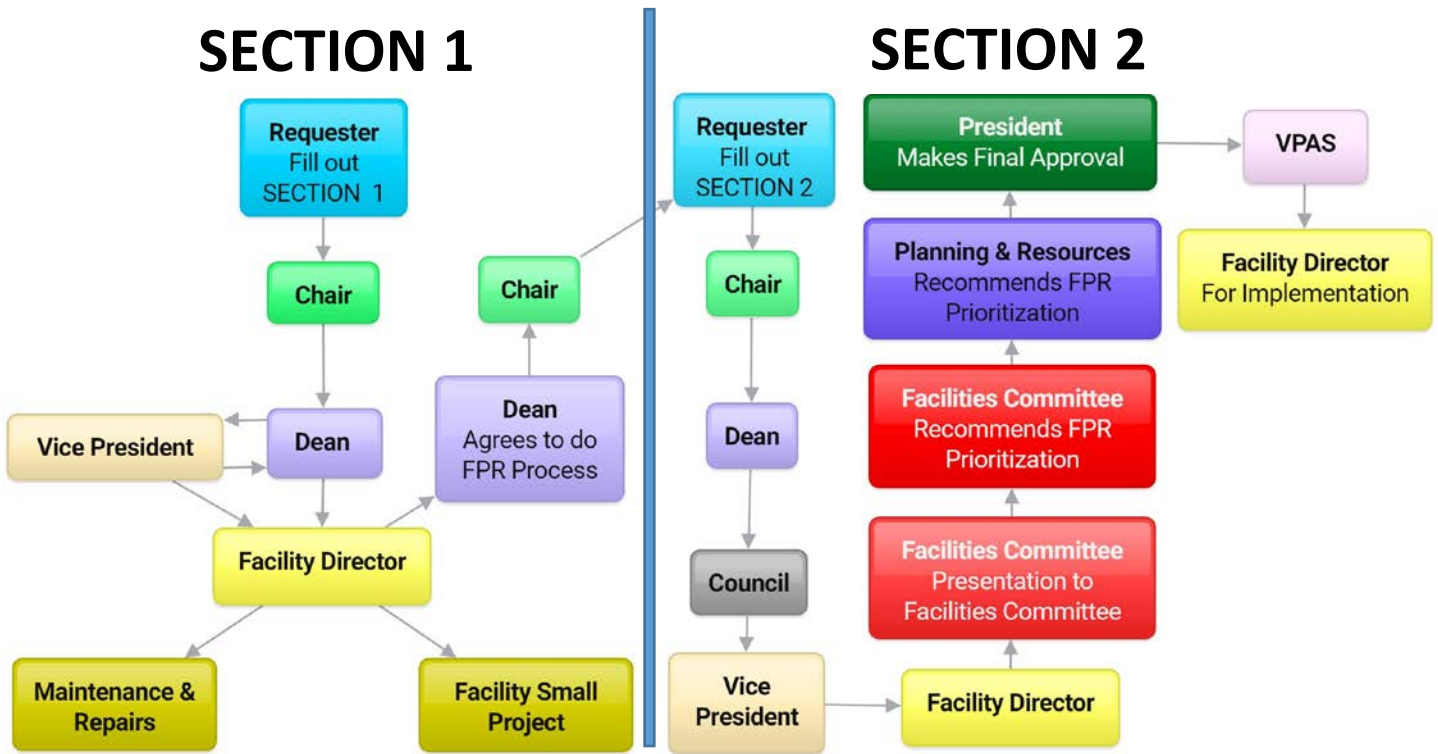 SECTION 1
Requester
Fill out
SECTION 1
Chair
Vice President
Dean
Facility Director
Maintenance &
Repairs
Facility Small
Project
Dean
Agrees to do
FPR Process
Chair
SECTION 2
Requester
Fill out
SECTION 2
Chair
Dean
Council
Vice
President
Facility Director
Facilities Committee
Presentation to
Facilities Committee
Facilities Committee
Recommends FPR
Prioritization
Planning & Resources
Recommends FPR
Prioritization
President
Makes Final Approval
VPAS
Facility Director
For Implementation